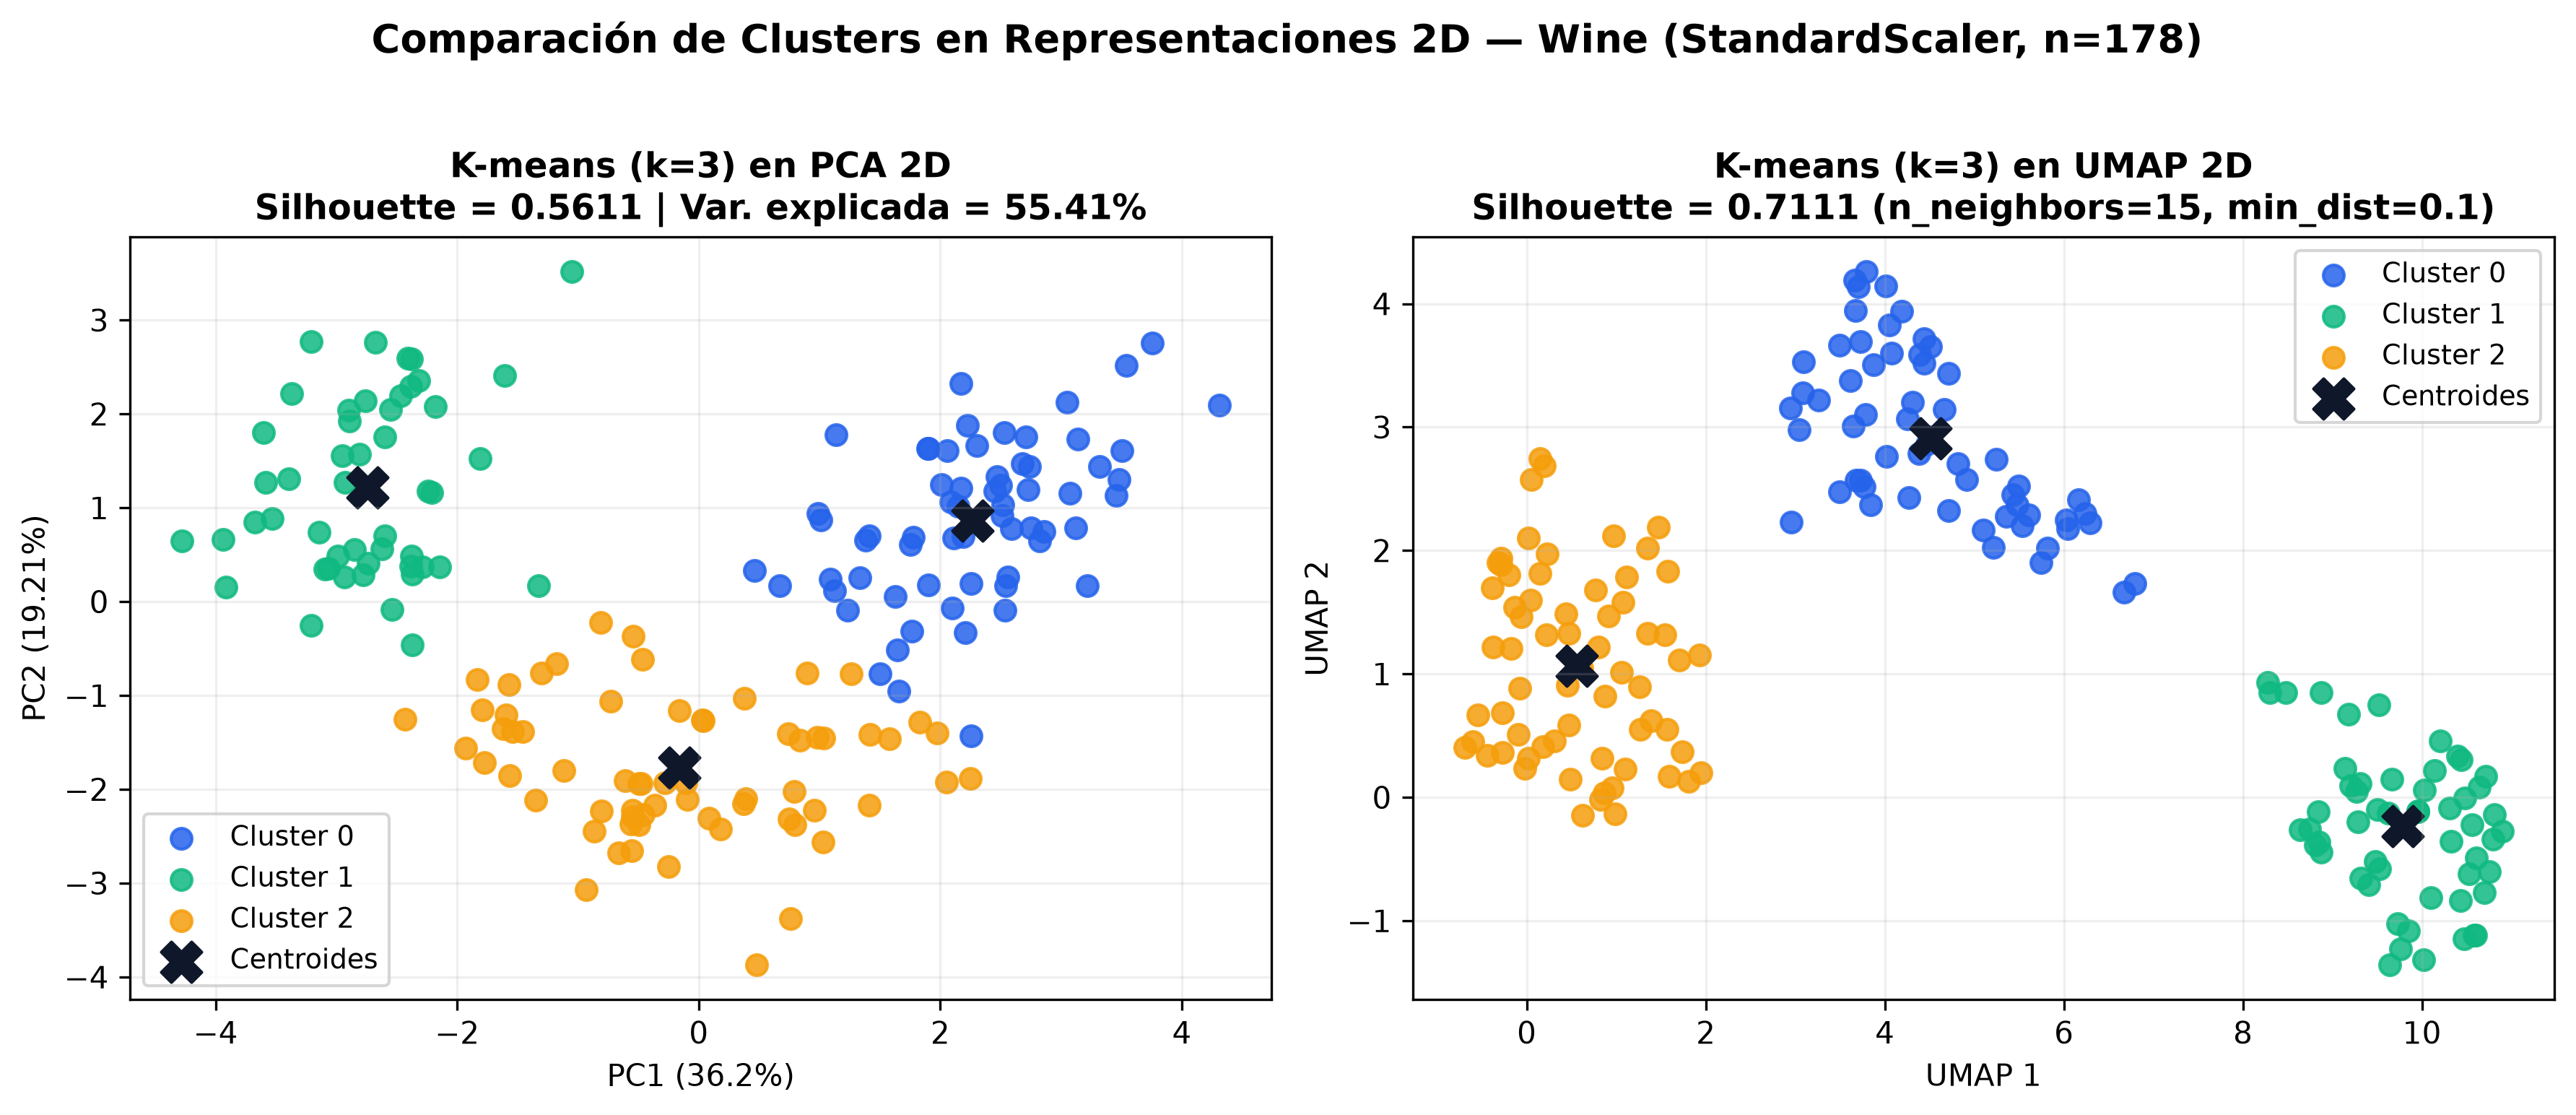 Comparación de Clusters en Representaciones 2D — Wine (StandardScaler, n=178)
K-means (k=3) en PCA 2D
Silhouette = 0.5611 | Var. explicada = 55.41%
3
2
1
0
−1
−2
−3
−4
PC2 (19.21%)
Cluster 0
Cluster 1
Cluster 2
Centroides
−4
−2
0
2
4
PC1 (36.2%)
K-means (k=3) en UMAP 2D
Silhouette = 0.7111 (n_neighbors=15, min_dist=0.1)
4
3
2
1
0
−1
UMAP 2
Cluster 0
Cluster 1
Cluster 2
Centroides
0
2
4
6
8
10
UMAP 1